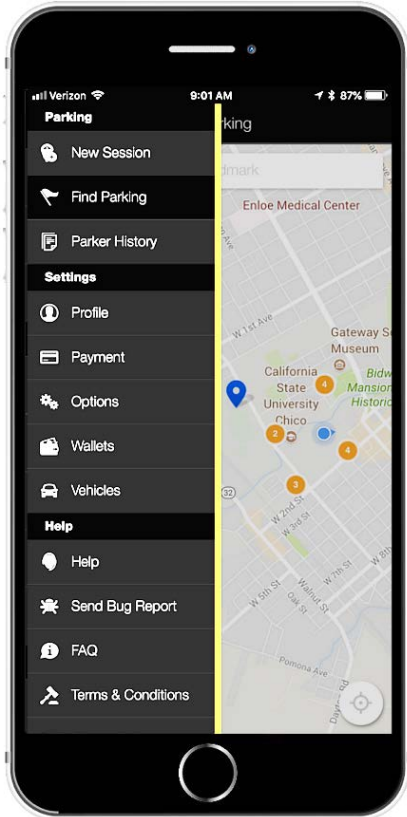 Verizon
9:01 AM
87%
Parking
rking
New Session
dmark
Find Parking
Enloe Medical Center
Parker History
Settings
Profile
W 1st Ave
Payment
Gateway S
Museum
California
State
University
Chico
4
Bidw
Mansion
Historic
Options
2
4
Wallets
Vehicles
3
32
W 2nd St
W 3rd St
Help
Help
W 5th St
Walnut St
Oak St
W 7th St
W 8th
Send Bug Report
FAQ
Pomona Ave
Terms & Conditions